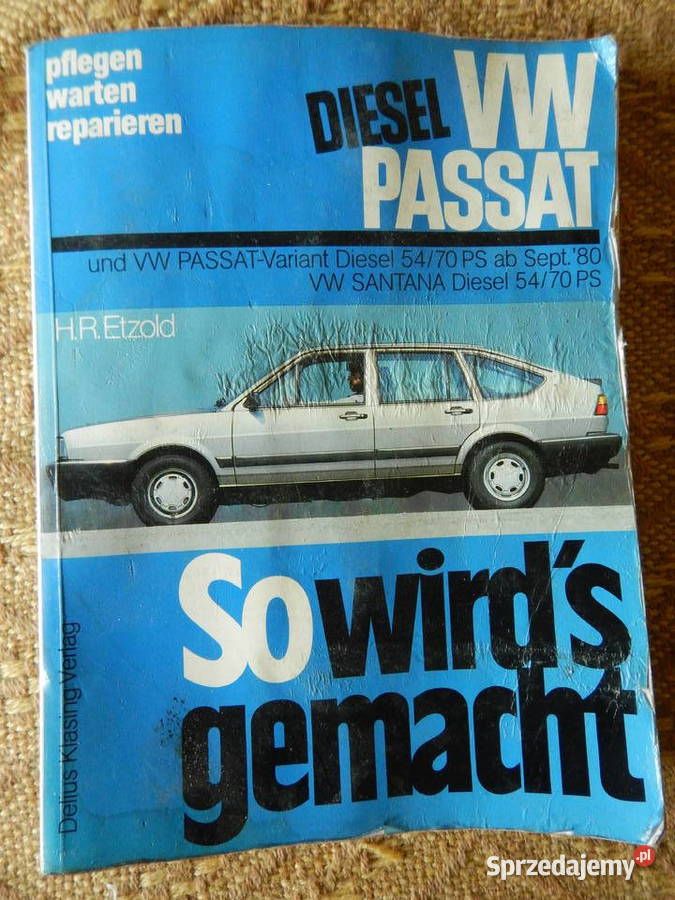 pflegen
warten
reparieren
DIESEL VW
PASSAT
und VW PASSAT-Variant Diesel 54/70 PS ab Sept.'80
VW SANTANA Diesel 54/70 PS
H.R. Etzold
So wird's
gemacht
Delius Klasing Verlag
Sprzedajemy.pl